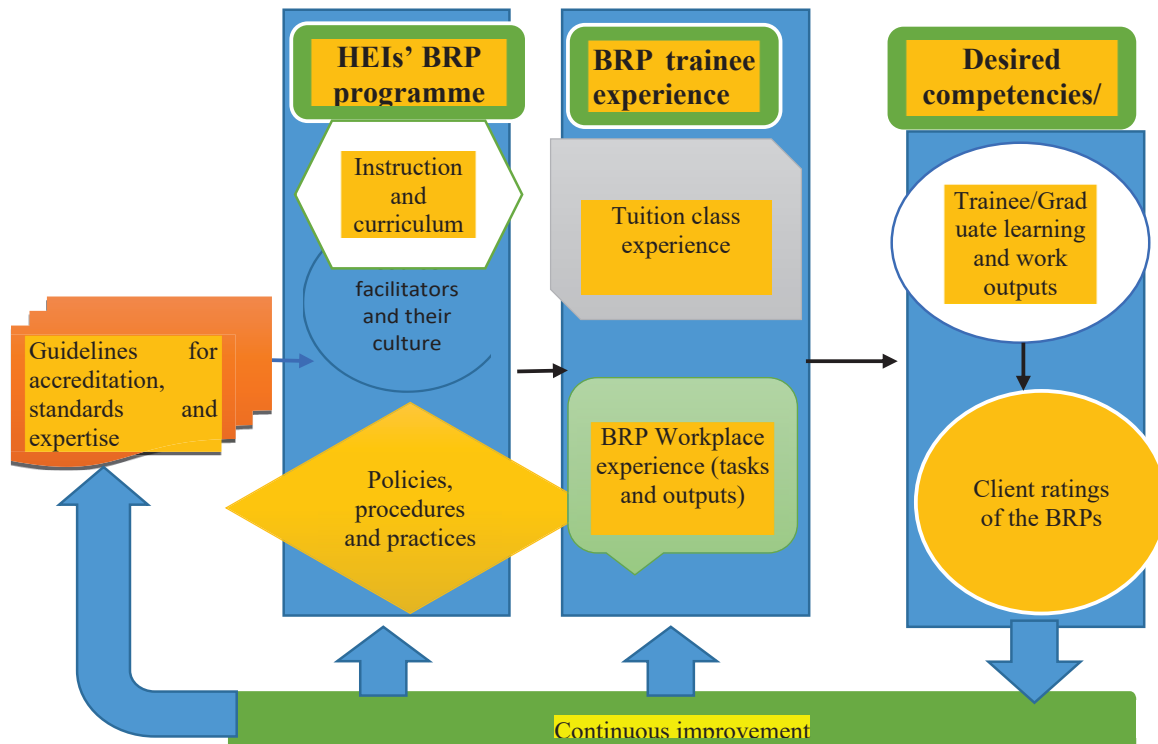 HEIs’ BRP
programme
BRP trainee
experience
Desired
competencies/
Instruction
and
curriculum
facilitators
and their
culture
Policies,
procedures
and practices
Tuition class
experience
BRP Workplace
experience (tasks
and outputs)
Trainee/Grad
uate learning
and work
outputs
Client ratings
of the BRPs
Guidelines for
accreditation,
standards and
expertise
Continuous improvement